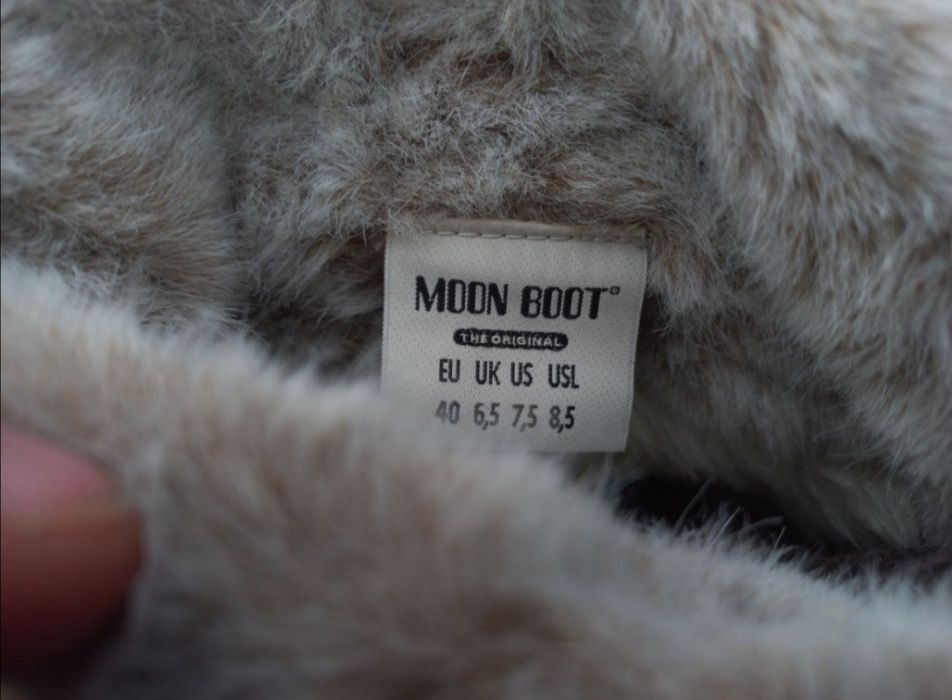 MOON BOOT®
THE ORIGINAL
EU UK US USL
40 6,5 7,5 8,5